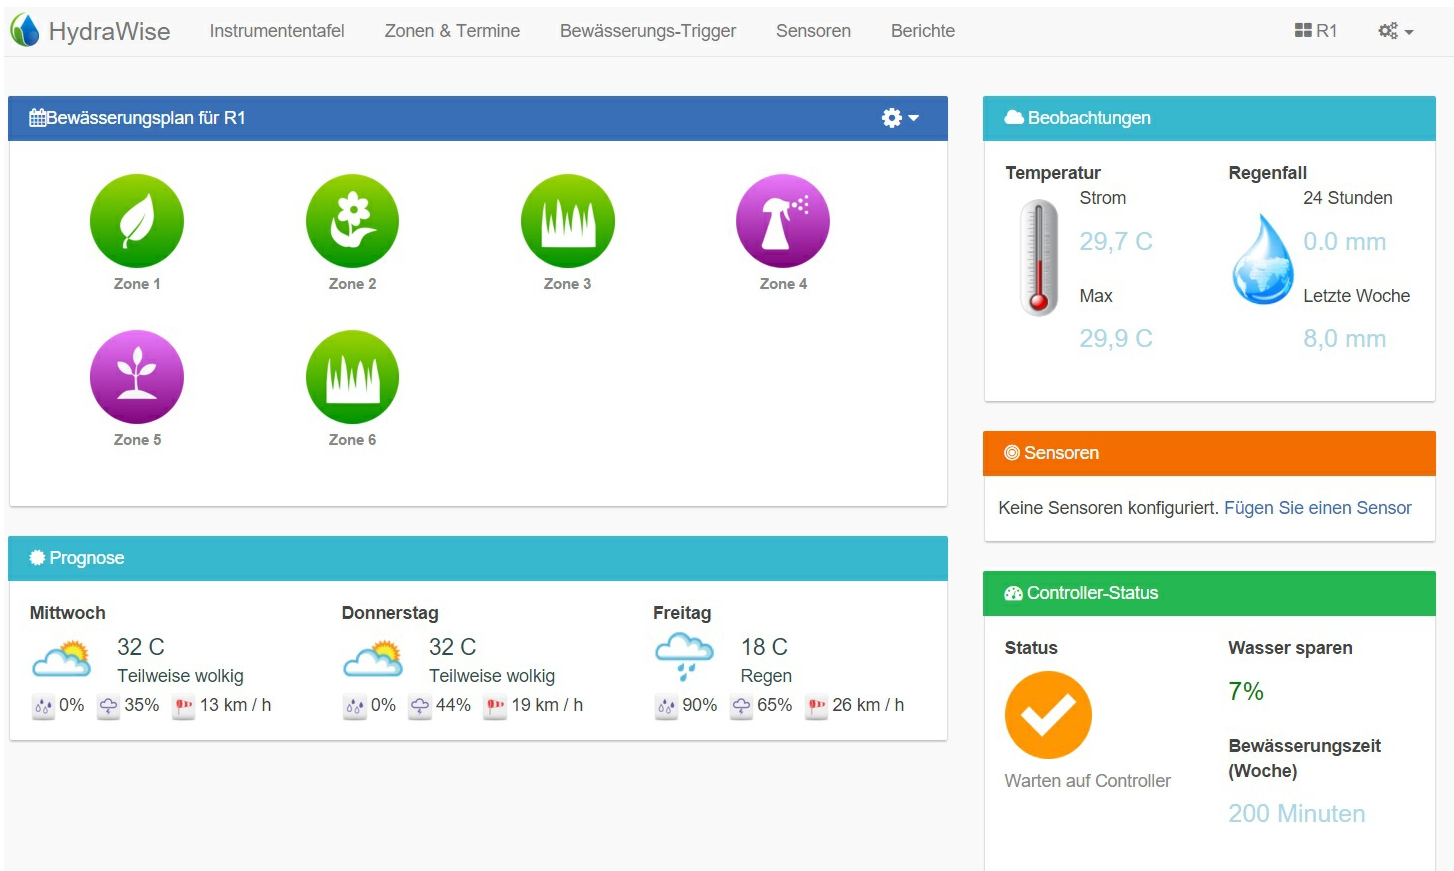 HydraWise Instrumententafel Zonen & Termine Bewässerungs-Trigger Sensoren Berichte R1
Bewässerungsplan für R1
Zone 1 Zone 2 Zone 3 Zone 4
Zone 5 Zone 6
Prognose
Mittwoch
32 C
Teilweise wolkig
0% 35% 13 km / h
Donnerstag
32 C
Teilweise wolkig
0% 44% 19 km / h
Freitag
18 C
Regen
90% 65% 26 km / h
Beobachtungen
Temperatur
Strom
29,7 C
Max
29,9 C
Regenfall
24 Stunden
0.0 mm
Letzte Woche
8,0 mm
Sensoren
Keine Sensoren konfiguriert. Fügen Sie einen Sensor
Controller-Status
Status
Warten auf Controller
Wasser sparen
7%
Bewässerungszeit
(Woche)
200 Minuten